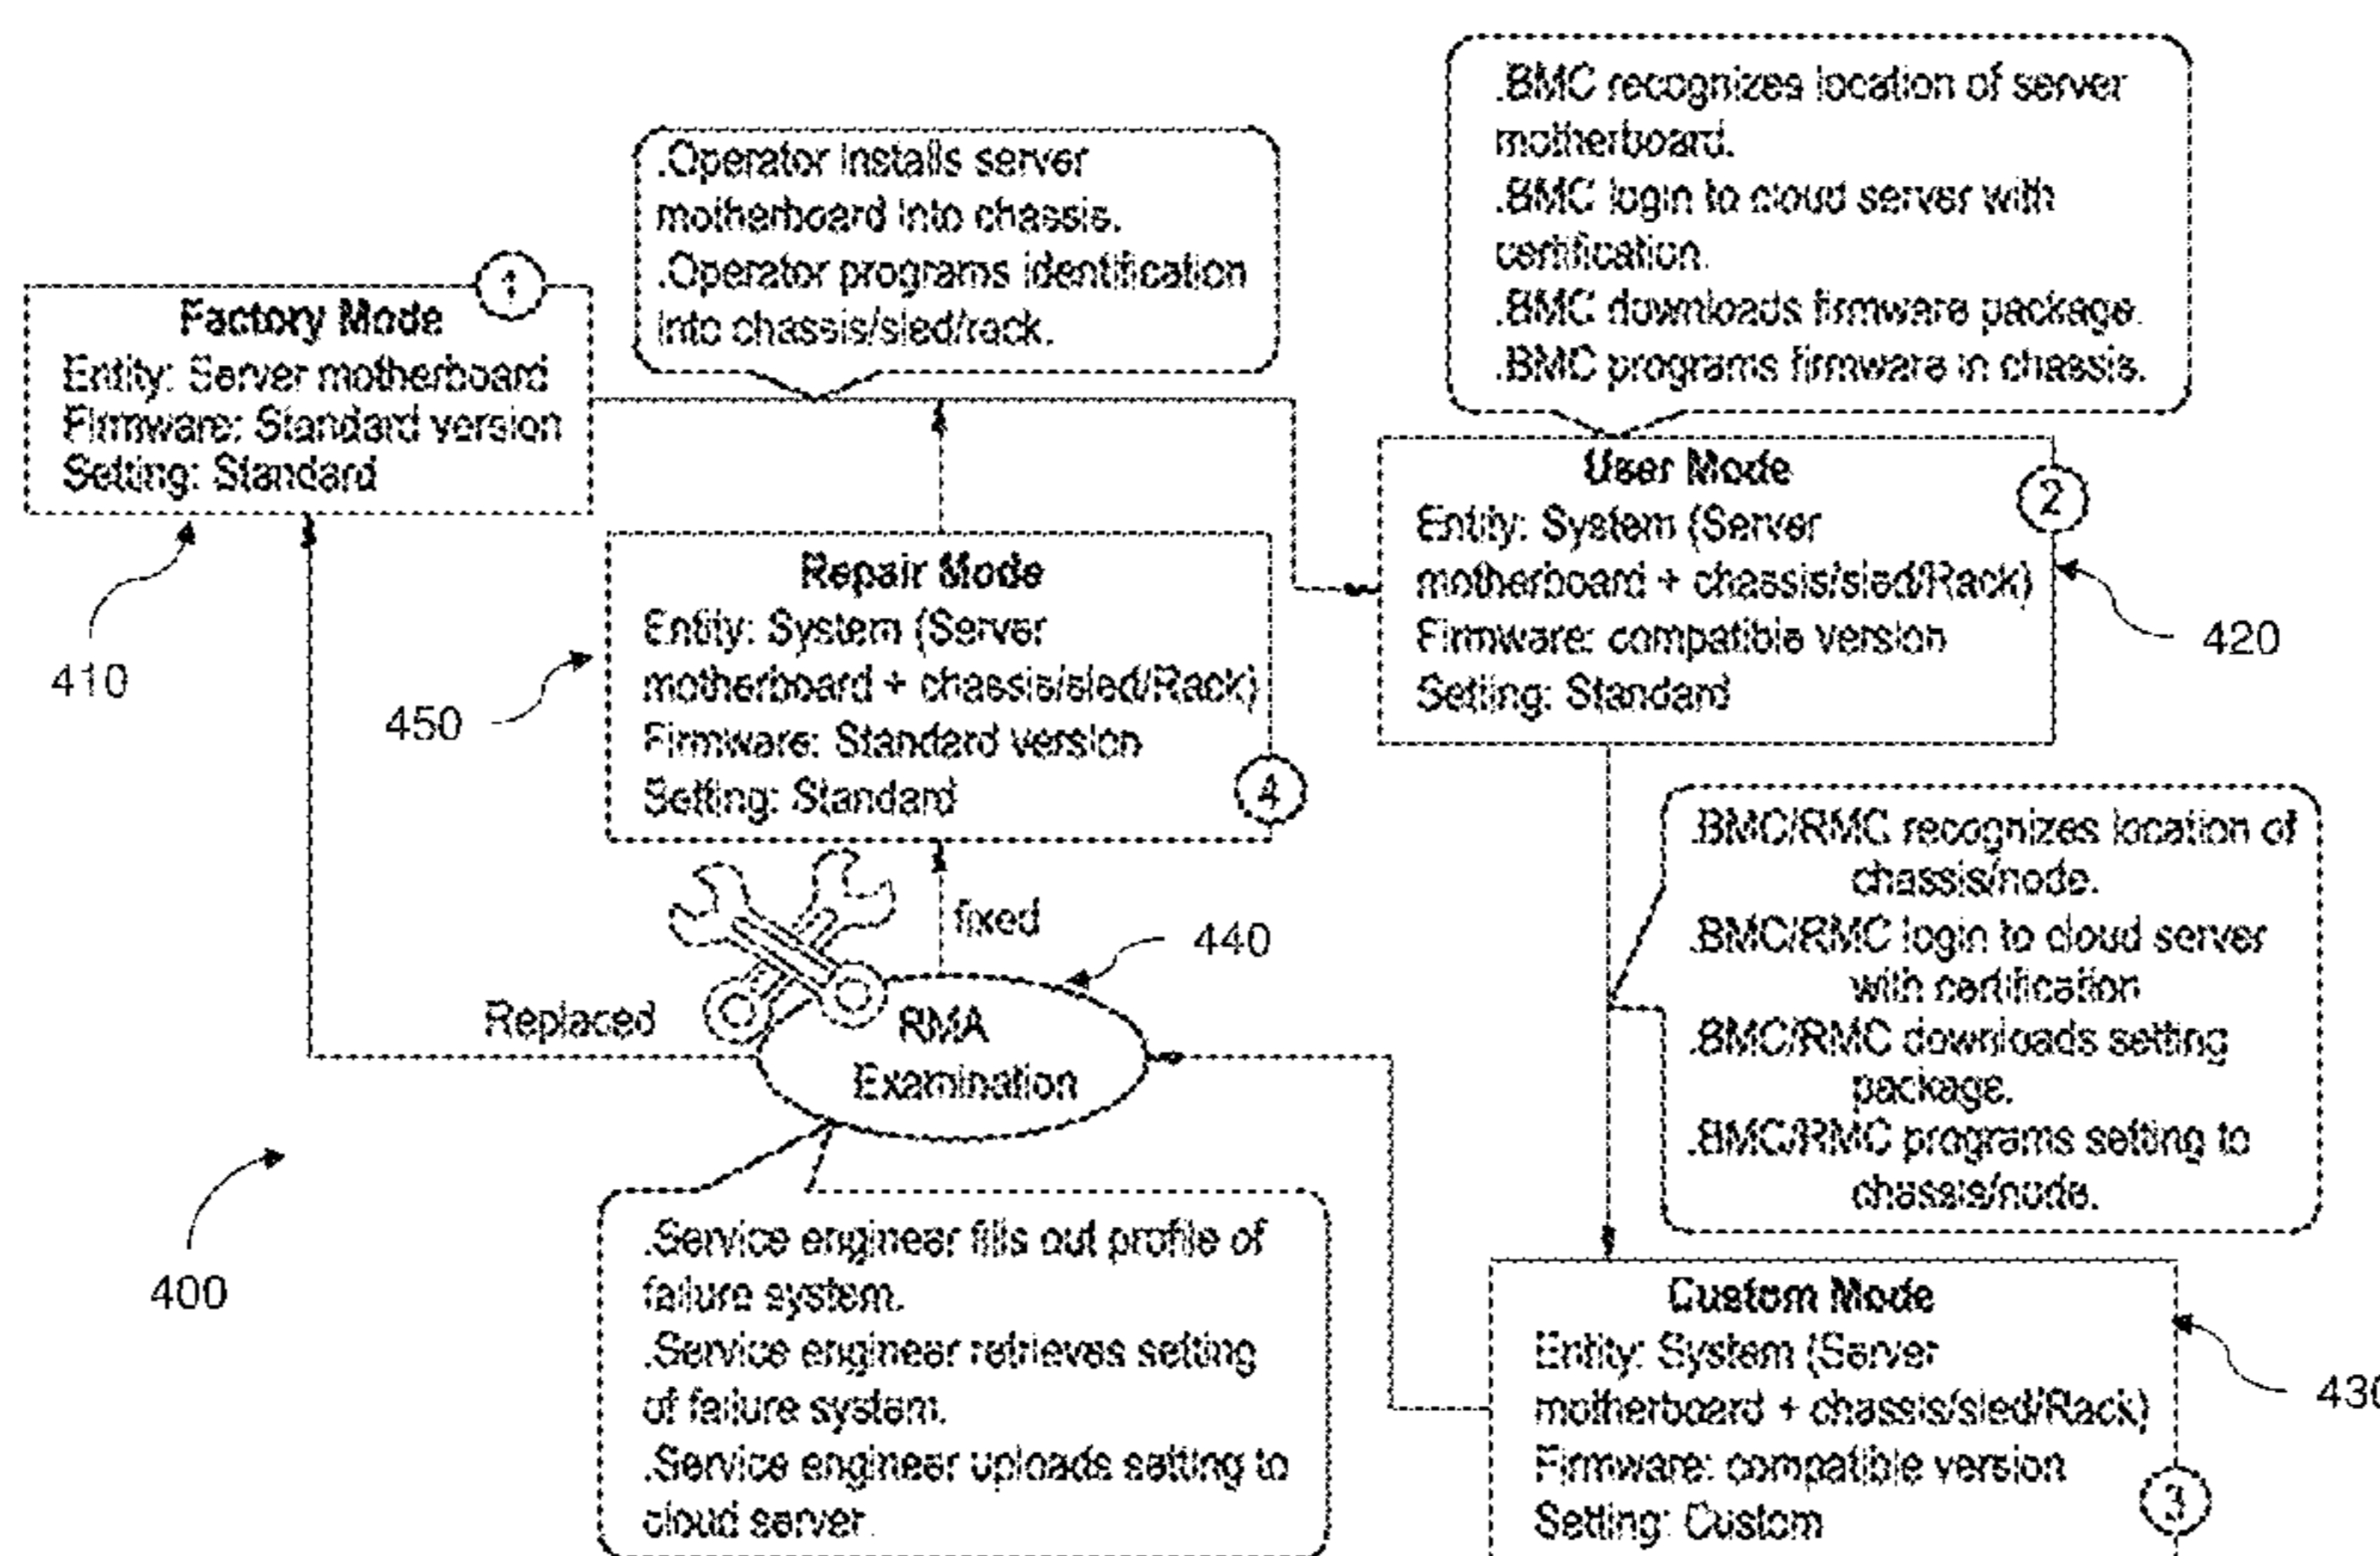 .BMC recognizes location of server
motherboard.
.BMC login to cloud server with
certification.
.BMC downloads firmware package.
.BMC programs firmware in chassis.
.Operator installs server
motherboard into chassis.
.Operator programs identification
into chassis/sled/rack.
1
Factory Mode
Entity: Server motherboard
Firmware: Standard version
Setting: Standard
410
User Mode
2
Entity: System (Server
motherboard + chassis/sled/Rack)
Firmware: compatible version
Setting: Standard
420
Repair Mode
Entity: System (Server
motherboard + chassis/sled/Rack)
Firmware: Standard version
Setting: Standard
4
450
.BMC/RMC recognizes location of
chassis/node.
.BMC/RMC login to cloud server
with certification
.BMC/RMC downloads setting
package.
.BMC/RMC programs setting to
chassis/node.
fixed
440
Replaced
RMA
Examination
400
.Service engineer fills out profile of
failure system.
.Service engineer retrieves setting
of failure system.
.Service engineer uploads setting to
cloud server.
Custom Mode
Entity: System (Server
motherboard + chassis/sled/Rack)
Firmware: compatible version
Setting: Custom
3
430